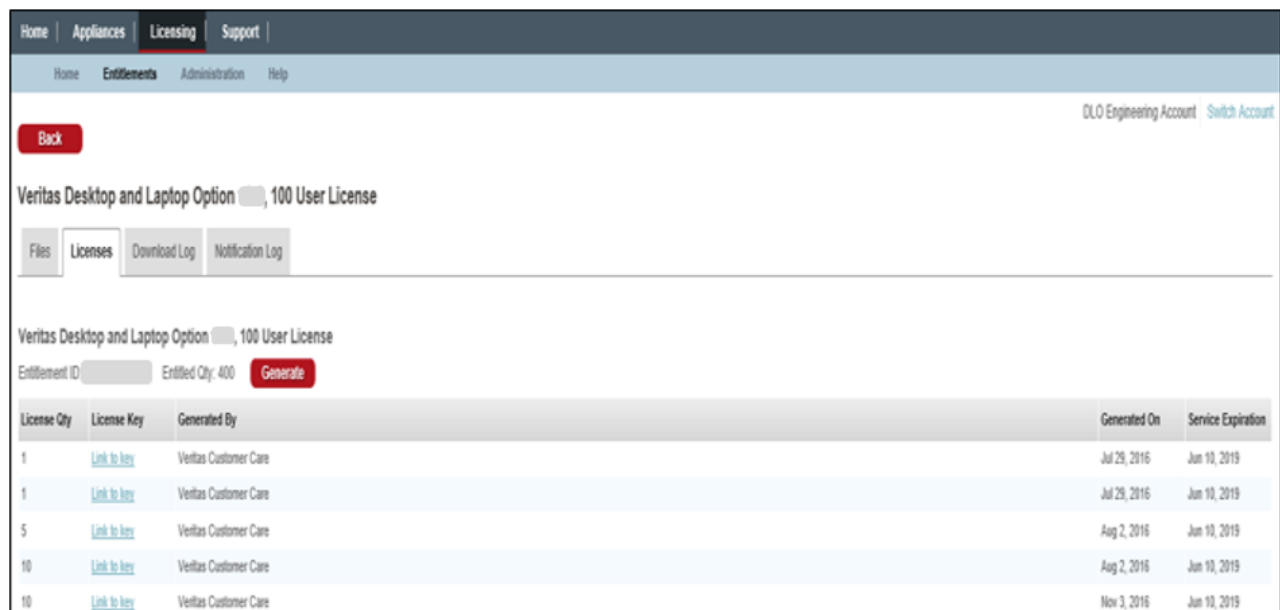 Home | Appliances | Licensing | Support |
Home Entitlements Administration Help
DLO Engineering Account Switch Account
Back
Veritas Desktop and Laptop Option , 100 User License
Files Licenses Download Log Notification Log
Veritas Desktop and Laptop Option , 100 User License
Entitlement ID Entitled Qty: 400 Generate
License Qty License Key Generated By Generated On Service Expiration
1 Link to key Veritas Customer Care Jul 29, 2016 Jun 10, 2019
1 Link to key Veritas Customer Care Jul 29, 2016 Jun 10, 2019
5 Link to key Veritas Customer Care Aug 2, 2016 Jun 10, 2019
10 Link to key Veritas Customer Care Aug 2, 2016 Jun 10, 2019
10 Link to key Veritas Customer Care Nov 3, 2016 Jun 10, 2019